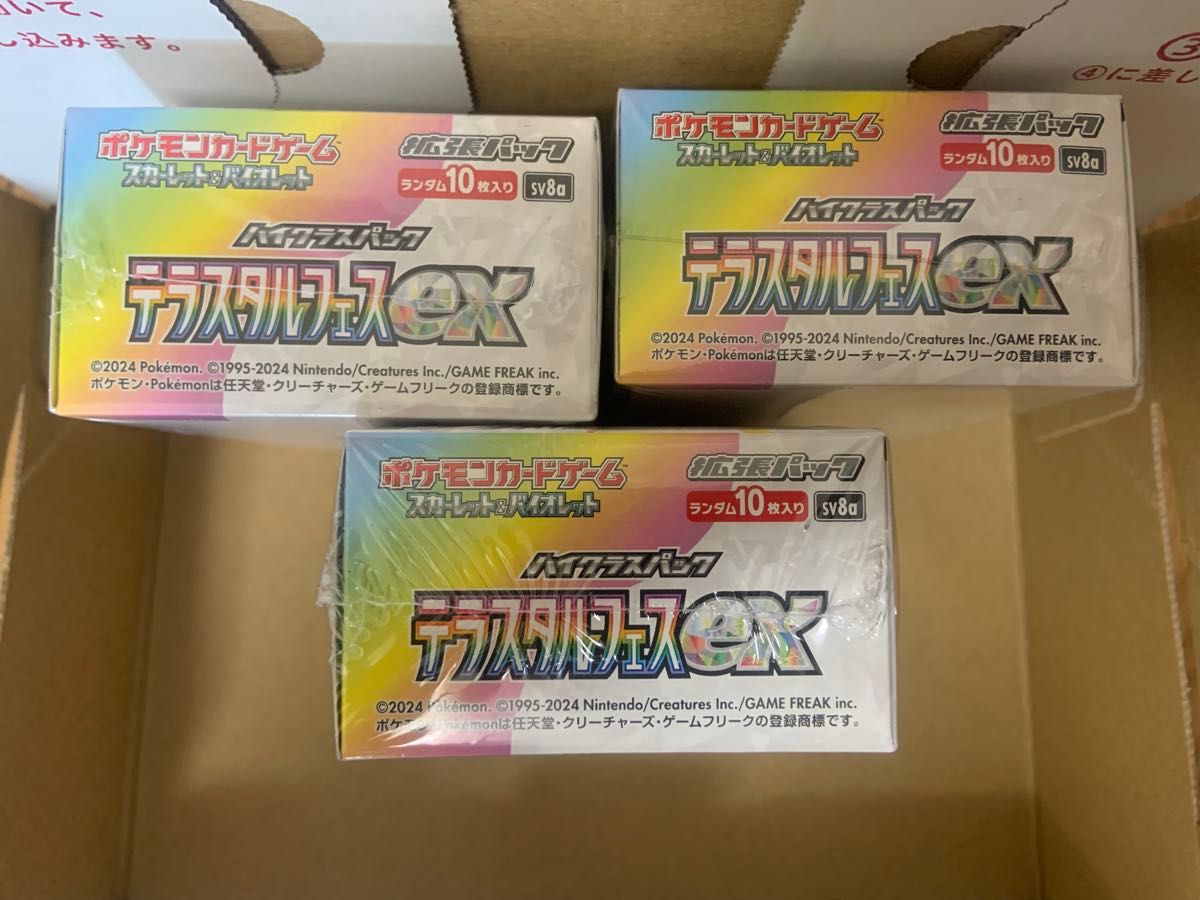 し込みます。
③
④に差し
ポケモンカードゲーム
スカーレット&バイオレット
拡張パック
ランダム10枚入り
SV8a
ハイクラスパック
テラスタルフェスex
©2024 Pokémon. ©1995-2024 Nintendo/Creatures Inc./GAME FREAK inc.
ポケモン・Pokémonは任天堂・クリーチャーズ・ゲームフリークの登録商標です。
ポケモンカードゲーム
スカーレット&バイオレット
拡張パック
ランダム10枚入り
SV8a
ハイクラスパック
テラスタルフェスex
©2024 Pokémon. ©1995-2024 Nintendo/Creatures Inc./GAME FREAK inc.
ポケモン・Pokémonは任天堂・クリーチャーズ・ゲームフリークの登録商標です。
ポケモンカードゲーム™
スカーレット&バイオレット
拡張パック
ランダム10枚入り
SV8a
ハイクラスパック
テラスタルフェスex
©2024 Pokémon. ©1995-2024 Nintendo/Creatures Inc./GAME FREAK inc.
ポケモン・Pokémonは任天堂・クリーチャーズ・ゲームフリークの登録商標です。